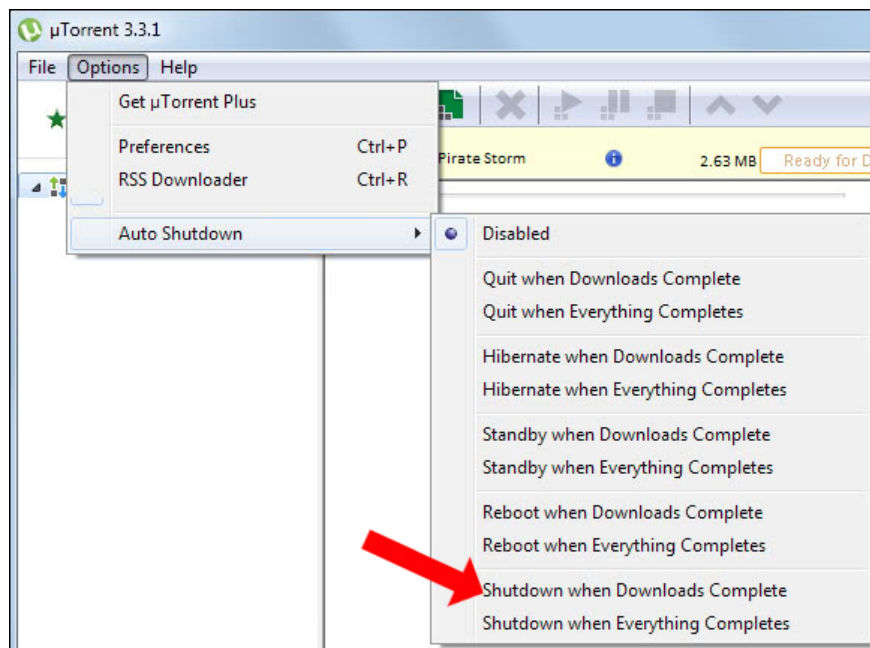 µTorrent 3.3.1
File Options Help
Get µTorrent Plus
Preferences Ctrl+P
RSS Downloader Ctrl+R
Auto Shutdown
Pirate Storm 2.63 MB Ready for D
Disabled
Quit when Downloads Complete
Quit when Everything Completes
Hibernate when Downloads Complete
Hibernate when Everything Completes
Standby when Downloads Complete
Standby when Everything Completes
Reboot when Downloads Complete
Reboot when Everything Completes
Shutdown when Downloads Complete
Shutdown when Everything Completes